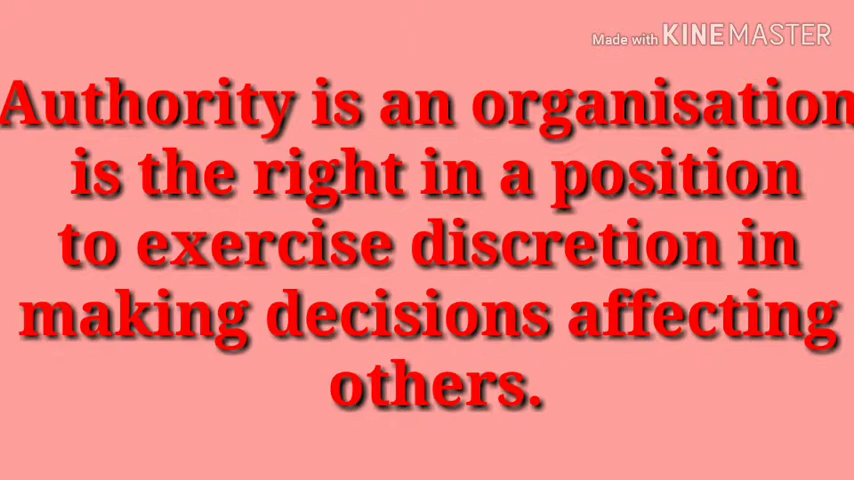 Made with KINEMASTER
Authority is an organisation
is the right in a position
to exercise discretion in
making decisions affecting
others.